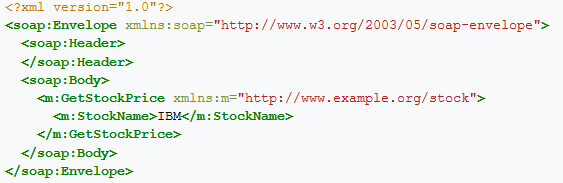 <?xml version="1.0"?>
<soap:Envelope xmlns:soap="http://www.w3.org/2003/05/soap-envelope">
  <soap:Header>
  </soap:Header>
  <soap:Body>
    <m:GetStockPrice xmlns:m="http://www.example.org/stock">
      <m:StockName>IBM</m:StockName>
    </m:GetStockPrice>
  </soap:Body>
</soap:Envelope>